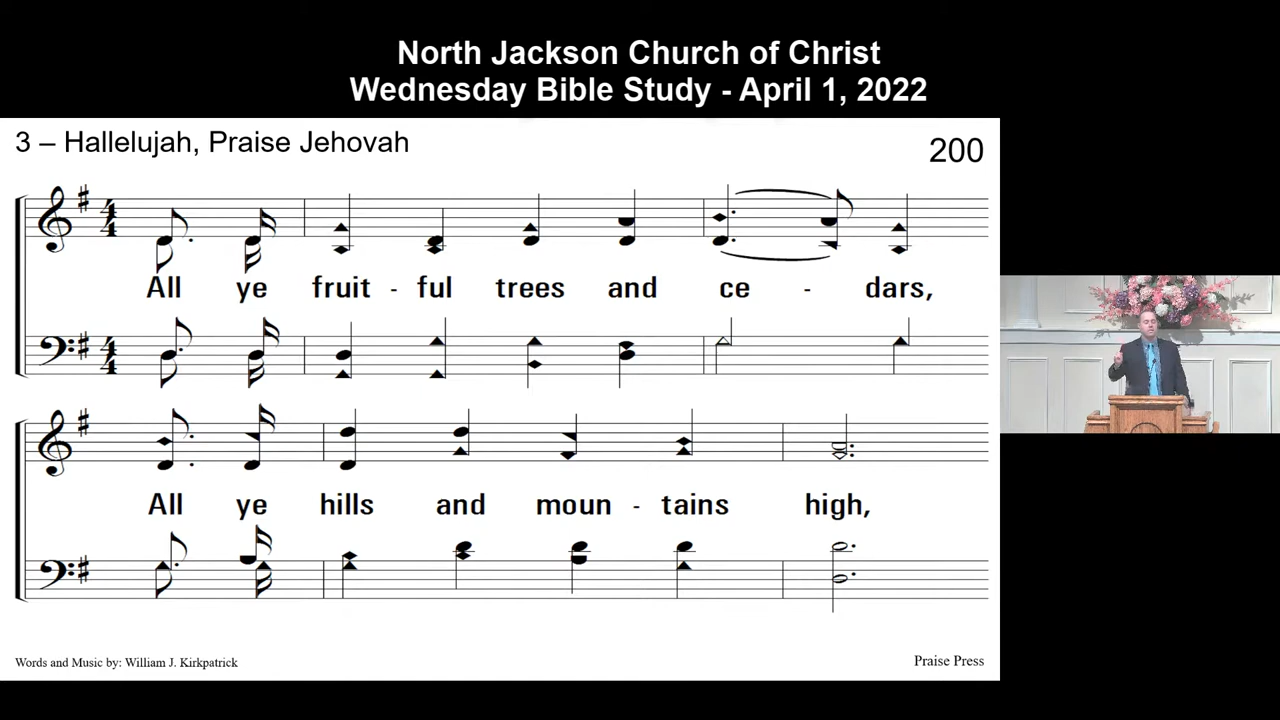 North Jackson Church of Christ
Wednesday Bible Study - April 1, 2022
3 – Hallelujah, Praise Jehovah
200
All ye fruit - ful trees and ce - dars,
All ye hills and moun - tains high,
Words and Music by: William J. Kirkpatrick
Praise Press